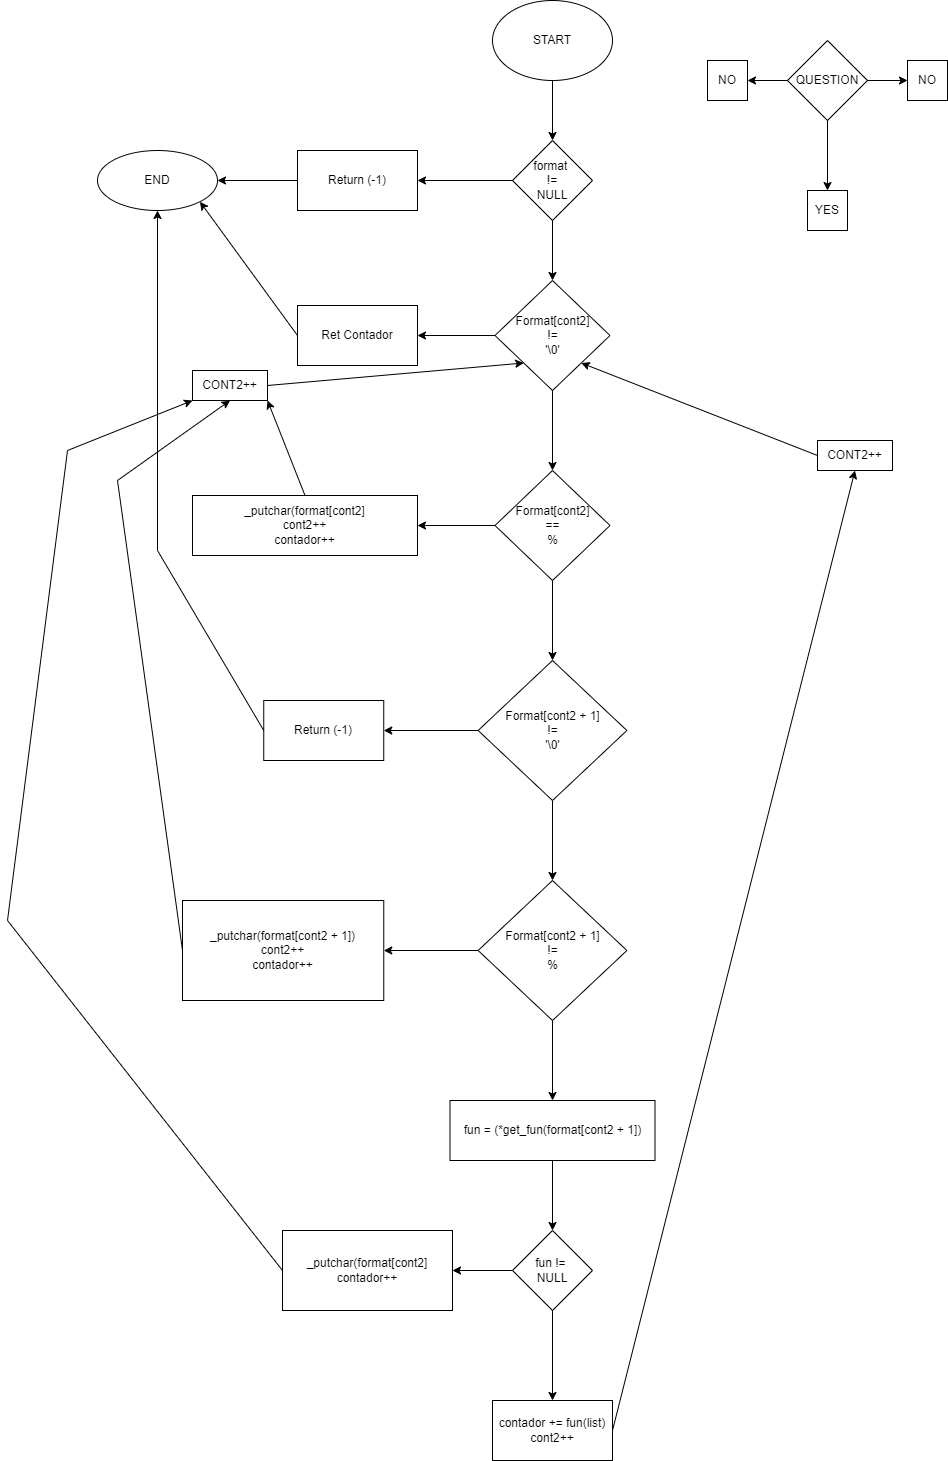 START
QUESTION
NO
NO
YES
format
!=
NULL
Return (-1)
END
Format[cont2]
!=
'\0'
Ret Contador
CONT2++
CONT2++
Format[cont2]
==
%
_putchar(format[cont2]
cont2++
contador++
Format[cont2 + 1]
!=
'\0'
Return (-1)
Format[cont2 + 1]
!=
%
_putchar(format[cont2 + 1])
cont2++
contador++
fun = (*get_fun(format[cont2 + 1])
fun !=
NULL
_putchar(format[cont2]
contador++
contador += fun(list)
cont2++